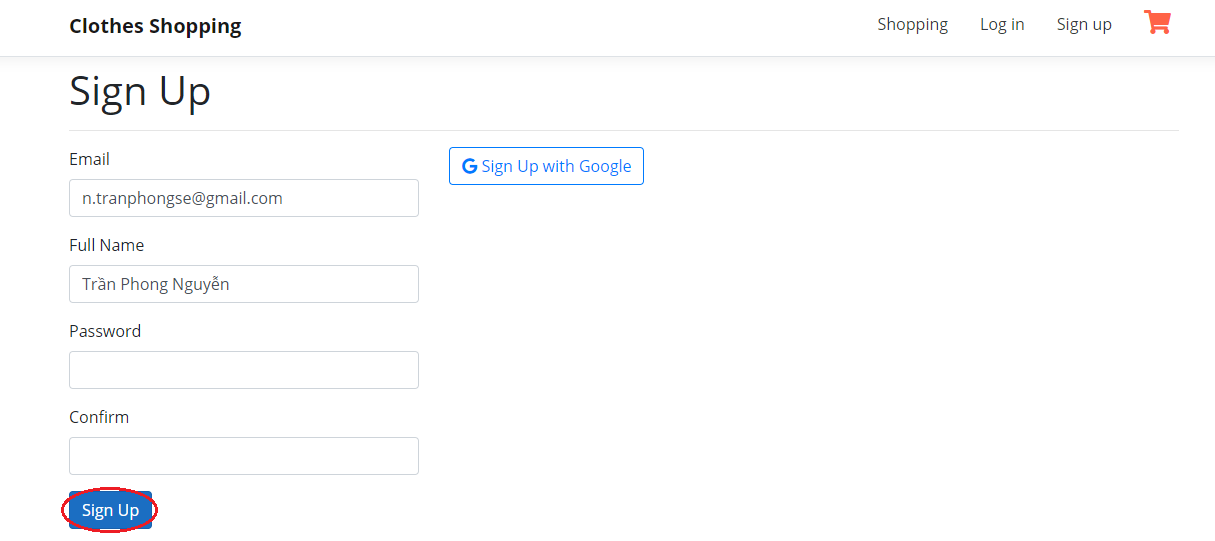 Clothes Shopping
Shopping Log in Sign up
Sign Up
Email
n.tranphongse@gmail.com
Full Name
Trần Phong Nguyễn
Password
Confirm
Sign Up
Sign Up with Google